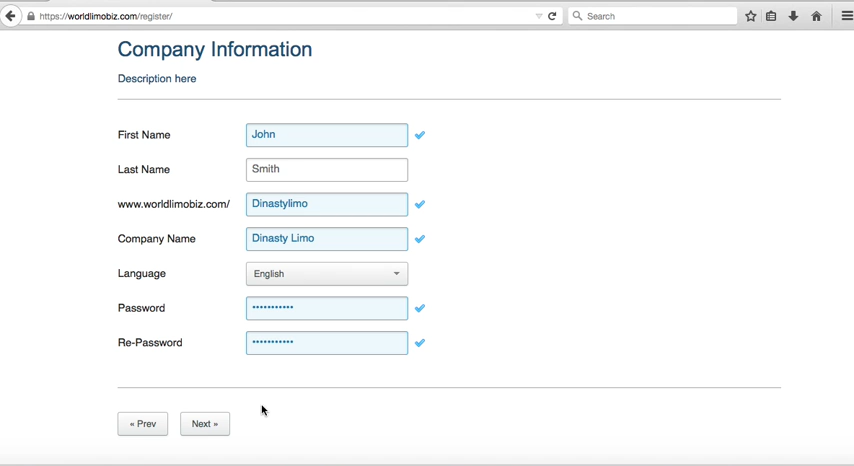 https://worldlimobiz.com/register/
Search
Company Information
Description here
First Name John
Last Name Smith
www.worldlimobiz.com/ Dinastylimo
Company Name Dinasty Limo
Language English
Password •••••••••••
Re-Password •••••••••••
« Prev Next »